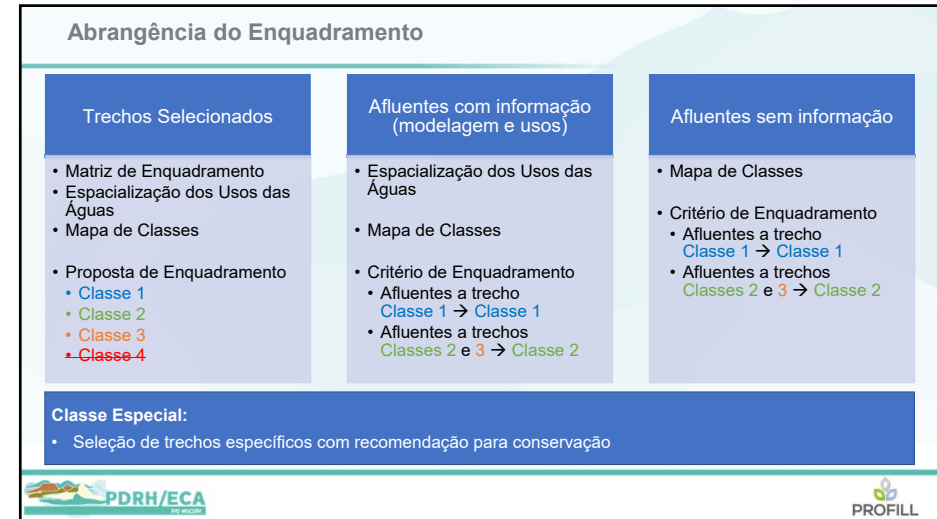 Abrangência do Enquadramento
Trechos Selecionados
• Matriz de Enquadramento
• Espacialização dos Usos das
Águas
• Mapa de Classes
• Proposta de Enquadramento
• Classe 1
• Classe 2
• Classe 3
• Classe 4
Afluentes com informação
(modelagem e usos)
• Espacialização dos Usos das
Águas
• Mapa de Classes
• Critério de Enquadramento
• Afluentes a trecho
Classe 1 → Classe 1
• Afluentes a trechos
Classes 2 e 3 → Classe 2
Afluentes sem informação
• Mapa de Classes
• Critério de Enquadramento
• Afluentes a trecho
Classe 1 → Classe 1
• Afluentes a trechos
Classes 2 e 3 → Classe 2
Classe Especial:
• Seleção de trechos específicos com recomendação para conservação
PDRH/ECA
PROFILL